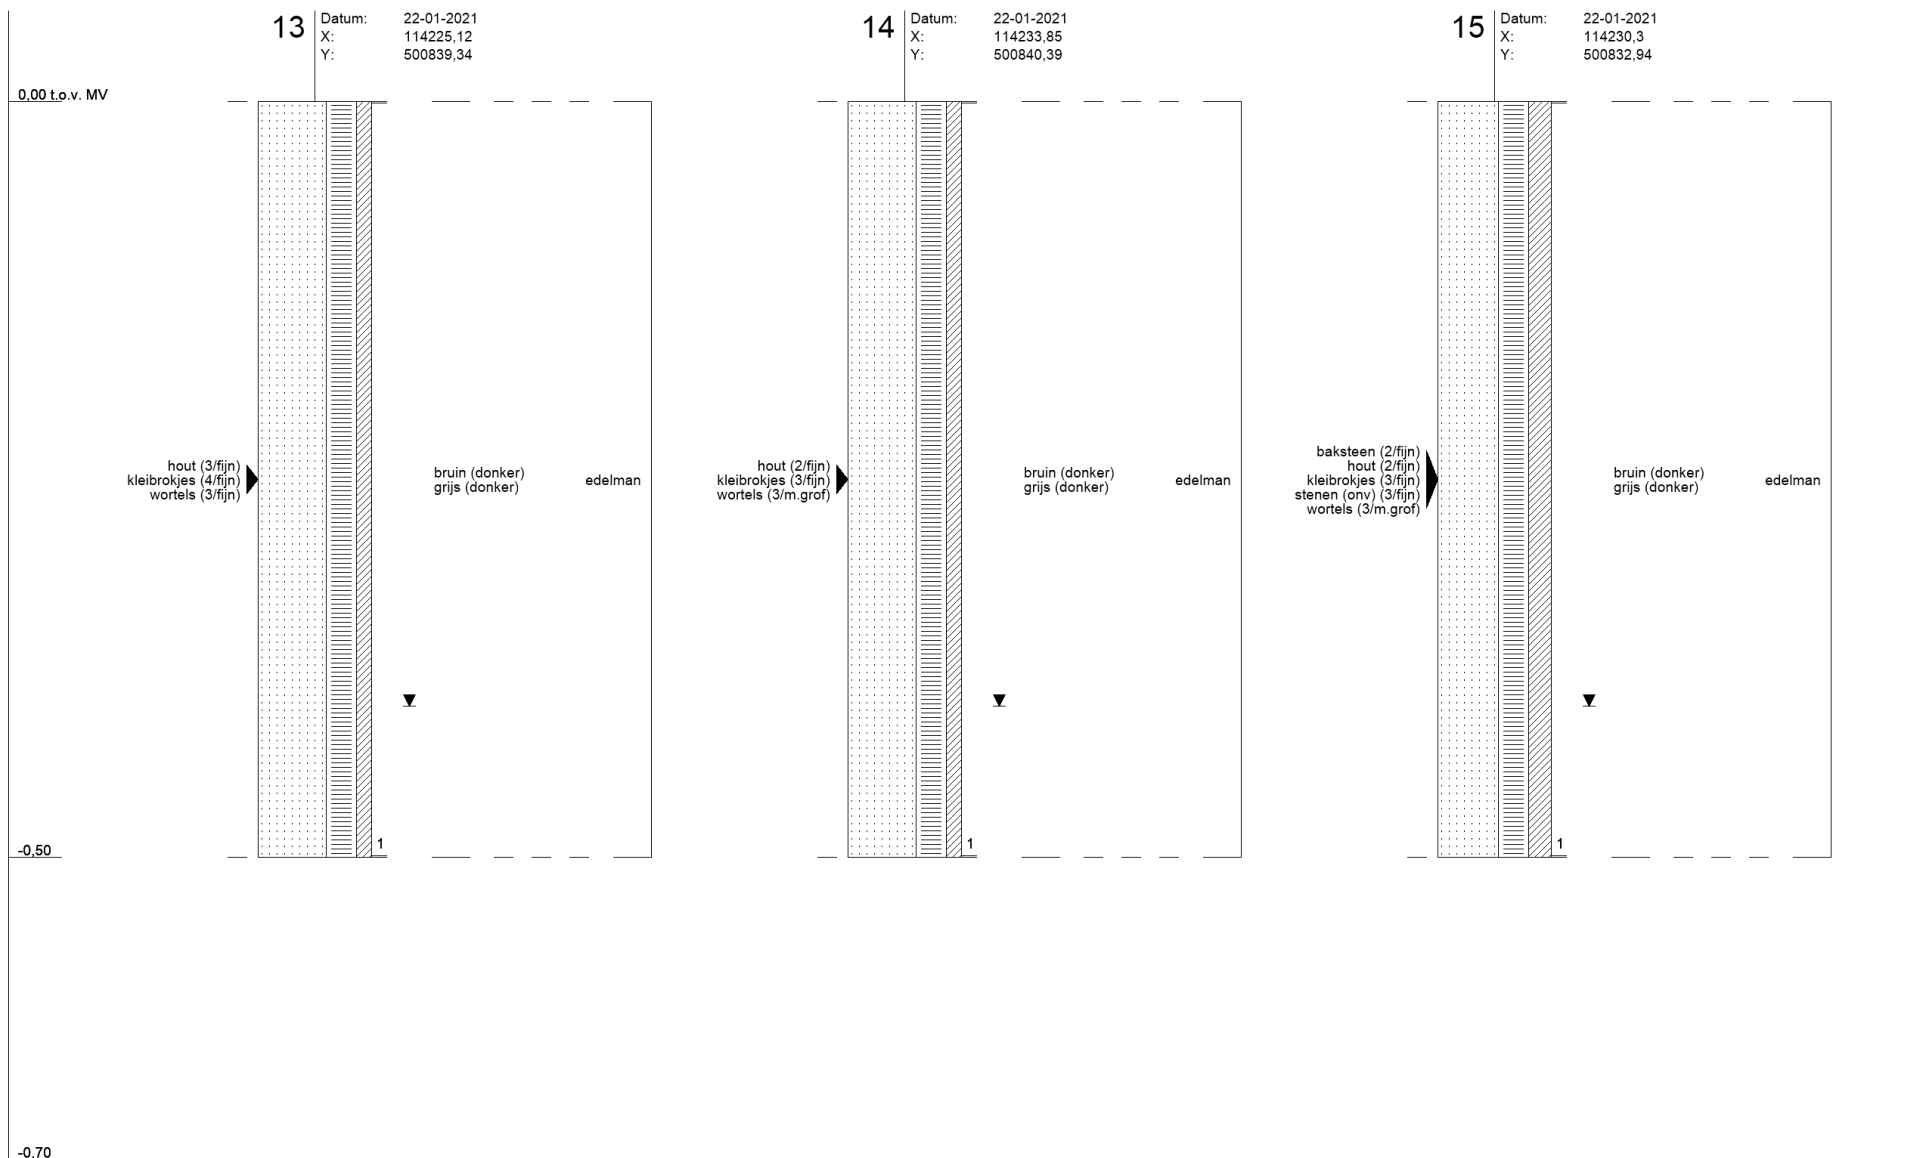 13
Datum: 22-01-2021
X: 114225,12
Y: 500839,34
14
Datum: 22-01-2021
X: 114233,85
Y: 500840,39
15
Datum: 22-01-2021
X: 114230,3
Y: 500832,94
0,00 t.o.v. MV
hout (3/fijn)
kleibrokjes (4/fijn)
wortels (3/fijn)
bruin (donker)
grijs (donker)
edelman
1
hout (2/fijn)
kleibrokjes (3/fijn)
wortels (3/m.grof)
bruin (donker)
grijs (donker)
edelman
1
baksteen (2/fijn)
hout (2/fijn)
kleibrokjes (3/fijn)
stenen (onv) (3/fijn)
wortels (3/m.grof)
bruin (donker)
grijs (donker)
edelman
1
-0,50
-0,70